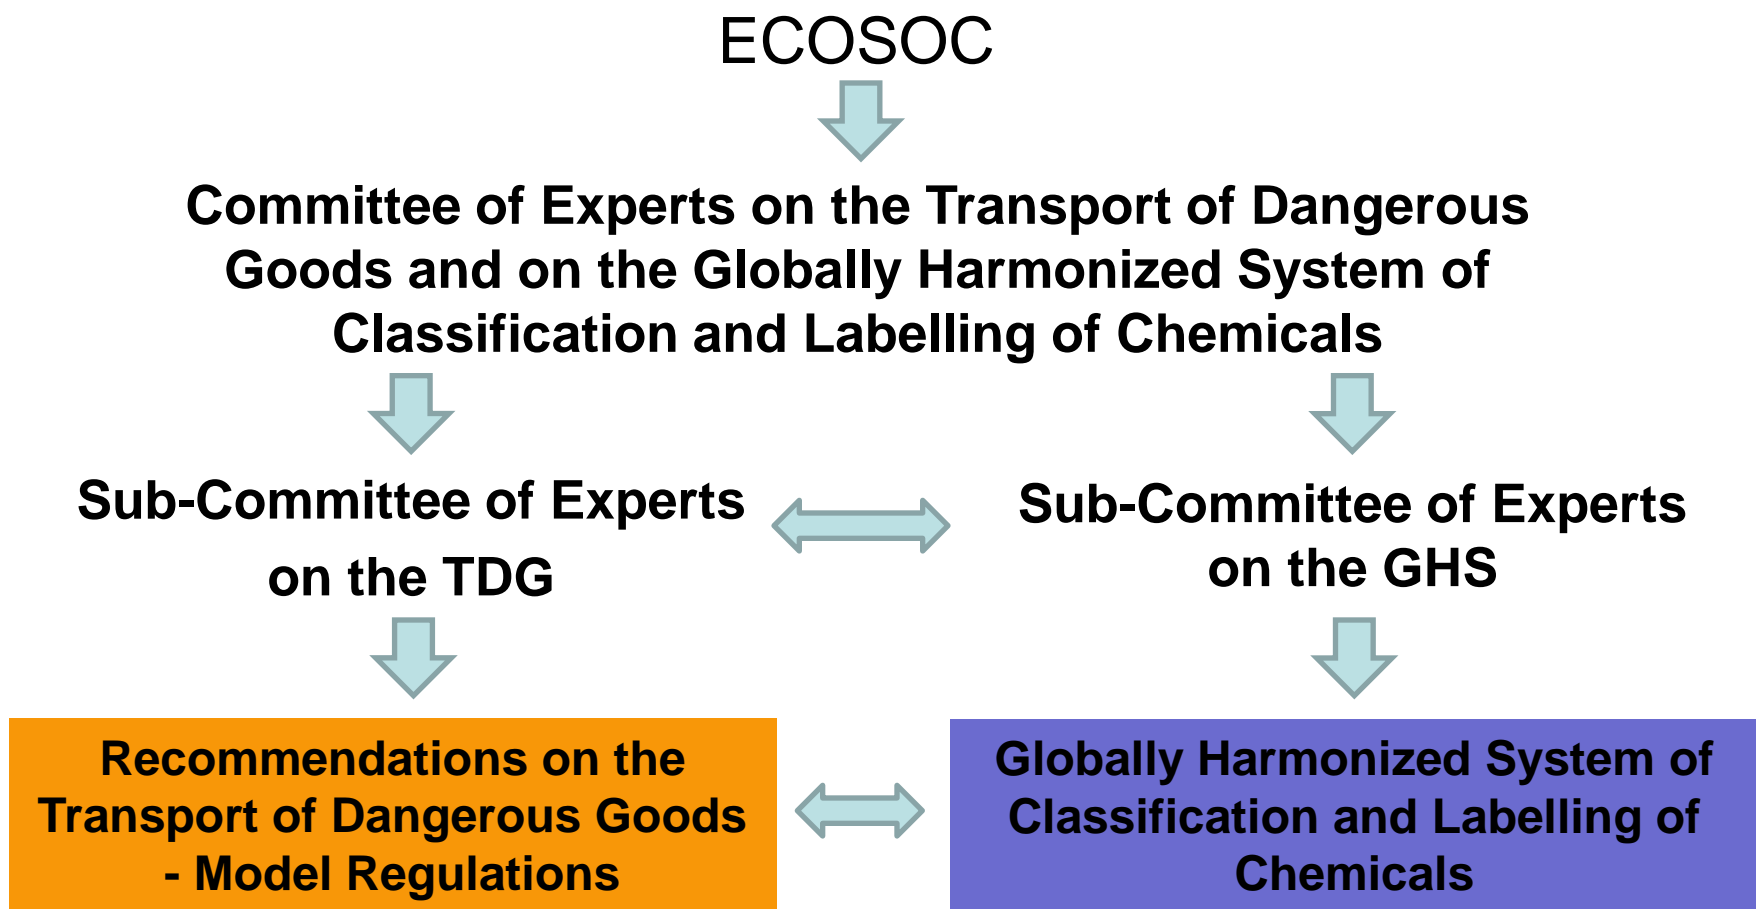 ECOSOC
Committee of Experts on the Transport of Dangerous
Goods and on the Globally Harmonized System of
Classification and Labelling of Chemicals
Sub-Committee of Experts
on the TDG
Sub-Committee of Experts
on the GHS
Recommendations on the
Transport of Dangerous Goods
- Model Regulations
Globally Harmonized System of
Classification and Labelling of
Chemicals